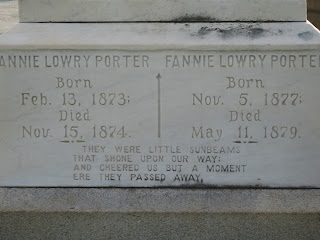 ANNIE LOWRY PORTER
Born
Feb. 13, 1873;
Died
Nov. 15, 1874.
FANNIE LOWRY PORTER
Born
Nov. 5, 1877;
Died
May 11, 1879.
THEY WERE LITTLE SUNBEAMS
THAT SHONE UPON OUR WAY;
AND CHEERED US BUT A MOMENT
ERE THEY PASSED AWAY.